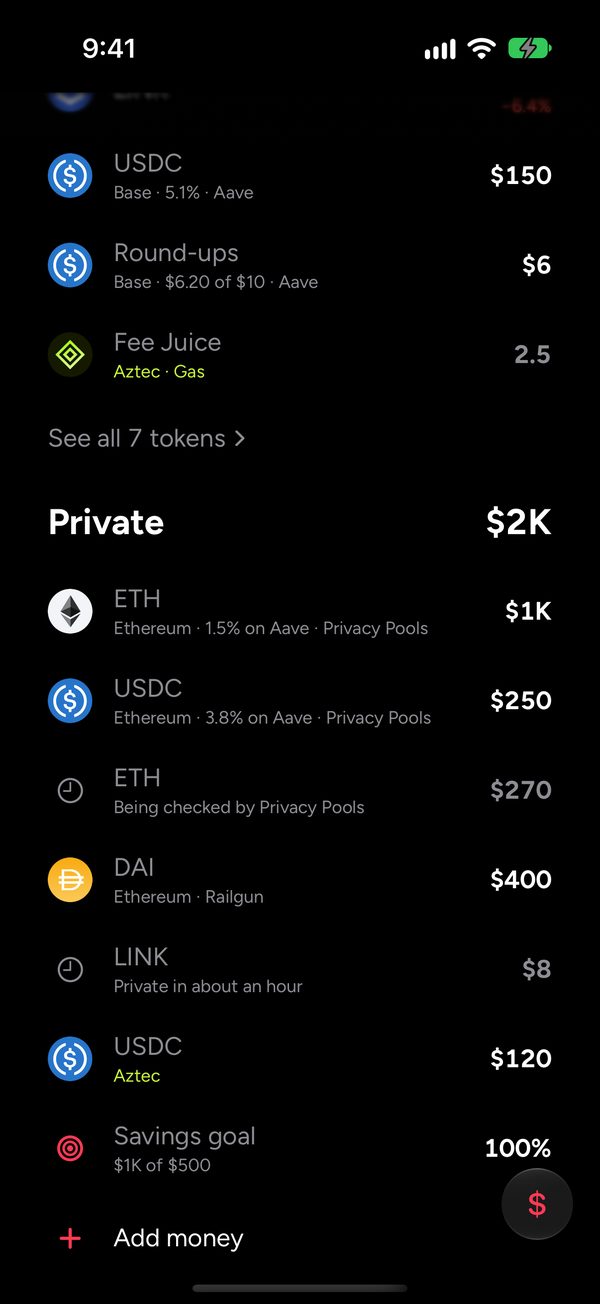 9:41
-6.4%
USDC
Base · 5.1% · Aave
$150
Round-ups
Base · $6.20 of $10 · Aave
$6
Fee Juice
Aztec · Gas
2.5
See all 7 tokens >
Private
$2K
ETH
Ethereum · 1.5% on Aave · Privacy Pools
$1K
USDC
Ethereum · 3.8% on Aave · Privacy Pools
$250
ETH
Being checked by Privacy Pools
$270
DAI
Ethereum · Railgun
$400
LINK
Private in about an hour
$8
USDC
Aztec
$120
Savings goal
$1K of $500
100%
$
+ Add money